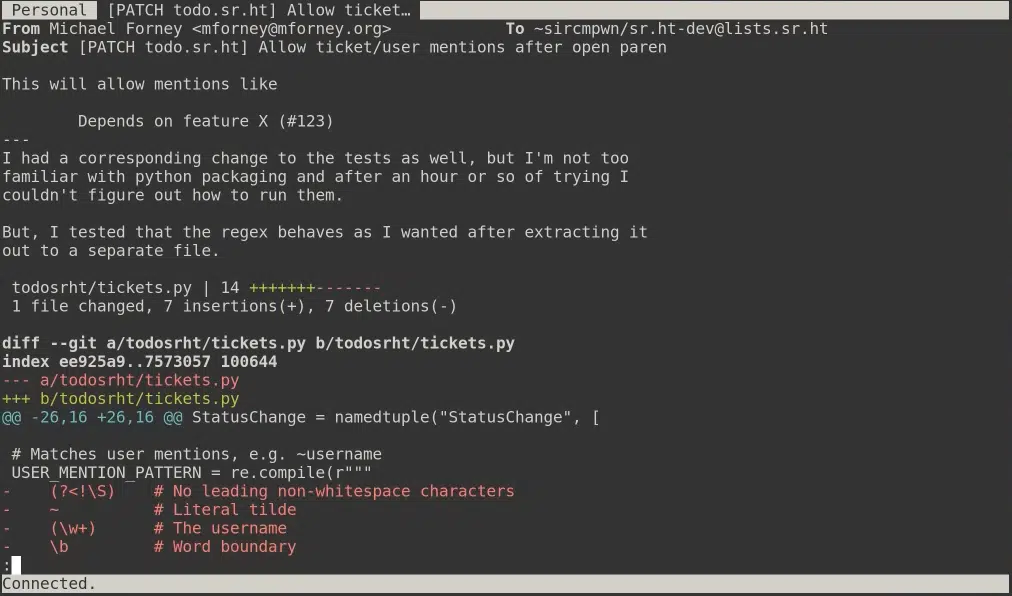 Personal [PATCH todo.sr.ht] Allow ticket…
From Michael Forney <mforney@mforney.org> To ~sircmpwn/sr.ht-dev@lists.sr.ht
Subject [PATCH todo.sr.ht] Allow ticket/user mentions after open paren
This will allow mentions like
Depends on feature X (#123)
---
I had a corresponding change to the tests as well, but I'm not too
familiar with python packaging and after an hour or so of trying I
couldn't figure out how to run them.
But, I tested that the regex behaves as I wanted after extracting it
out to a separate file.
todosrht/tickets.py | 14 +++++++-------
1 file changed, 7 insertions(+), 7 deletions(-)
diff --git a/todosrht/tickets.py b/todosrht/tickets.py
index ee925a9..7573057 100644
--- a/todosrht/tickets.py
+++ b/todosrht/tickets.py
@@ -26,16 +26,16 @@ StatusChange = namedtuple("StatusChange", [
# Matches user mentions, e.g. ~username
USER_MENTION_PATTERN = re.compile(r"""
-    (?<!\S)    # No leading non-whitespace characters
-    ~          # Literal tilde
-    (\w+)      # The username
-    \b         # Word boundary
:
Connected.